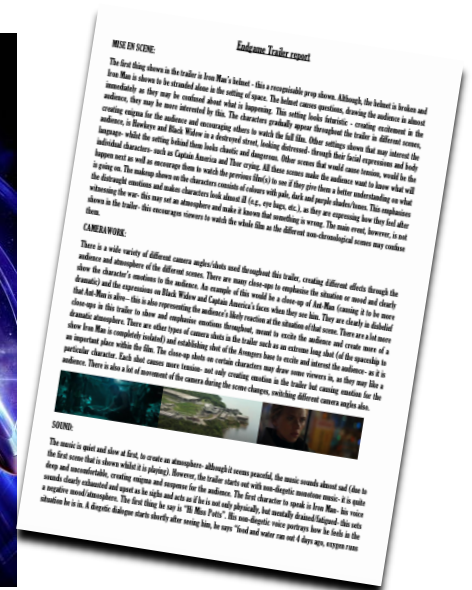 Endgame Trailer report
MISE EN SCENE:
The first thing shown in the trailer is Iron Man's helmet - this a recognisable prop shown. Although, the helmet is broken and
Iron Man is shown to be stranded alone in the setting of space. The helmet causes questions, drawing the audience in almost
immediately as they may be confused about what is happening. This setting looks futuristic - creating excitement in the
audience, they may be more interested by this. The characters gradually appear throughout the trailer in different scenes,
creating enigma for the audience and encouraging others to watch the full film. Other settings shown that may interest the
audience, is Hawkeye and Black Widow in a destroyed street, looking distressed- through their facial expressions and body
language- whilst the setting behind them looks chaotic and dangerous. Other scenes that would cause tension, would be the
individual characters- such as Captain America and Thor crying. All these scenes make the audience want to know what will
happen next as well as encourage them to watch the previous film(s) to see if they give them a better understanding on what
is going on. The makeup shown on the characters consists of colours with pale, dark and purple shades/tones. This emphasises
the distraught emotions and makes characters look almost ill (e.g., eye bags, etc.), as they are expressing how they feel after
witnessing the war- this may set an atmosphere and make it known that something is wrong. The main event, however, is not
shown in the trailer- this encourages viewers to watch the whole film as the different non-chronological scenes may confuse
them.
CAMERAWORK:
There is a wide variety of different camera angles/shots used throughout this trailer, creating different effects through the
audience and atmosphere of the different scenes. There are many close-ups to emphasise the situation or mood and clearly
show the character's emotions to the audience. An example of this would be a close-up of Ant-Man (causing it to be more
dramatic) and the expressions on Black Widow and Captain America's faces when they see him. They are clearly in disbelief
that Ant-Man is alive- this is also representing the audience's likely reaction at the situation of that scene. There are a lot more
close-ups in this trailer to show and emphasise emotions throughout, meant to excite the audience and create more of a
dramatic atmosphere. There are other types of camera shots in the trailer such as an extreme long shot (of the spaceship to
show Iron Man is completely isolated) and establishing shot of the Avengers base to excite and interest the audience- as it is
an important place within the film. The close-up shots on certain characters may draw some viewers in, as they may like a
particular character. Each shot causes more tension- not only creating emotion in the trailer but causing emotion for the
audience. There is also a lot of movement of the camera during the scene changes, switching different camera angles also.
SOUND:
The music is quiet and slow at first, to create an atmosphere- although it seems peaceful, the music sounds almost sad (due to
the first scene that is shown whilst it is playing). However, the trailer starts out with non-diegetic monotone music- it is quite
deep and uncomfortable, creating enigma and suspense for the audience. The first character to speak is Iron Man- his voice
sounds clearly exhausted and upset as he sighs and acts as if he is not only physically, but mentally drained/fatigued- this sets
a negative mood/atmosphere. The first thing he say is "Hi Miss Potts". His non-diegetic voice portrays how he feels in the
situation he is in. A diegetic dialogue starts shortly after seeing him, he says "food and water ran out 4 days ago, oxygen runs